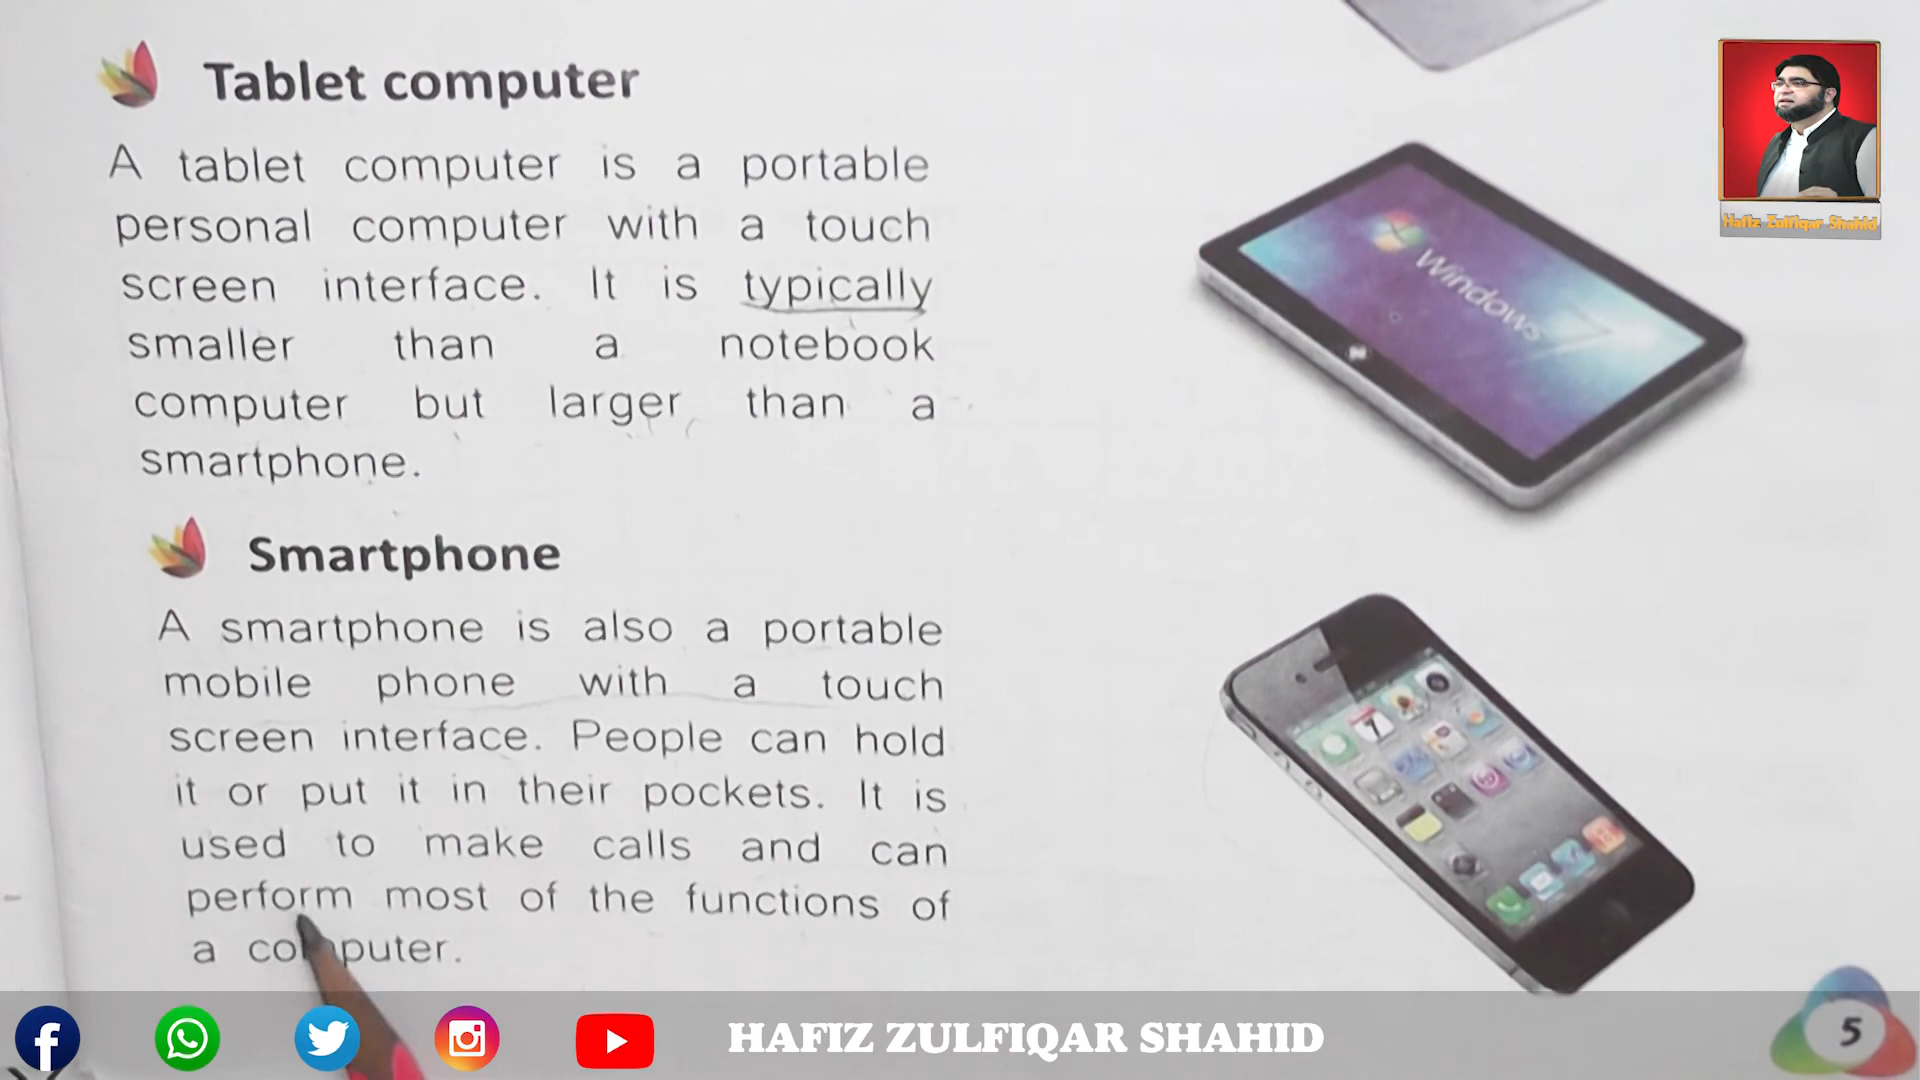 Tablet computer
A tablet computer is a portable
personal computer with a touch
screen interface. It is typically
smaller than a notebook
computer but larger than a
smartphone.
Smartphone
A smartphone is also a portable
mobile phone with a touch
screen interface. People can hold
it or put it in their pockets. It is
used to make calls and can
perform most of the functions of
a computer.
Windows 7
Hafiz Zulfiqar Shahid
HAFIZ ZULFIQAR SHAHID
5